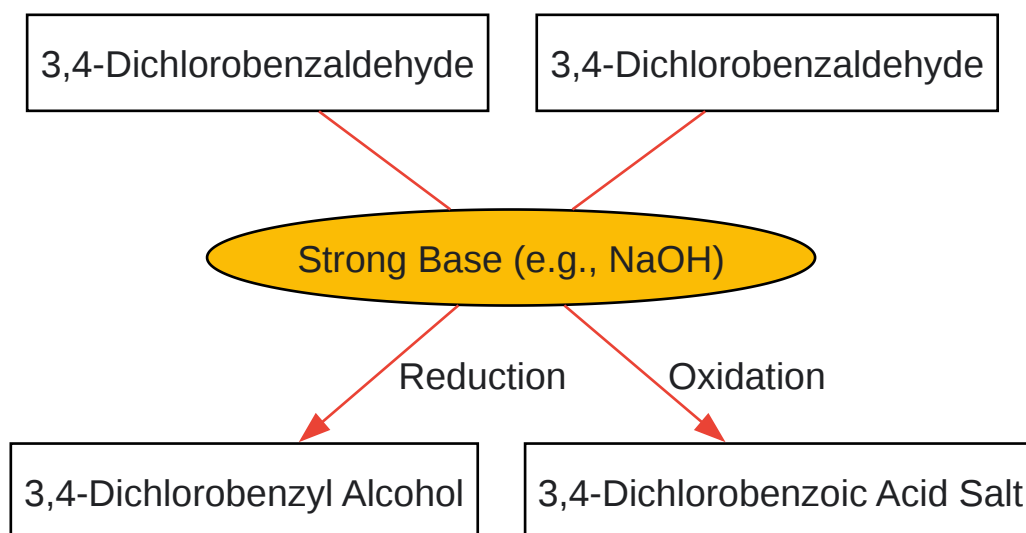 3,4-Dichlorobenzaldehyde
3,4-Dichlorobenzaldehyde
Strong Base (e.g., NaOH)
Reduction
Oxidation
3,4-Dichlorobenzyl Alcohol
3,4-Dichlorobenzoic Acid Salt